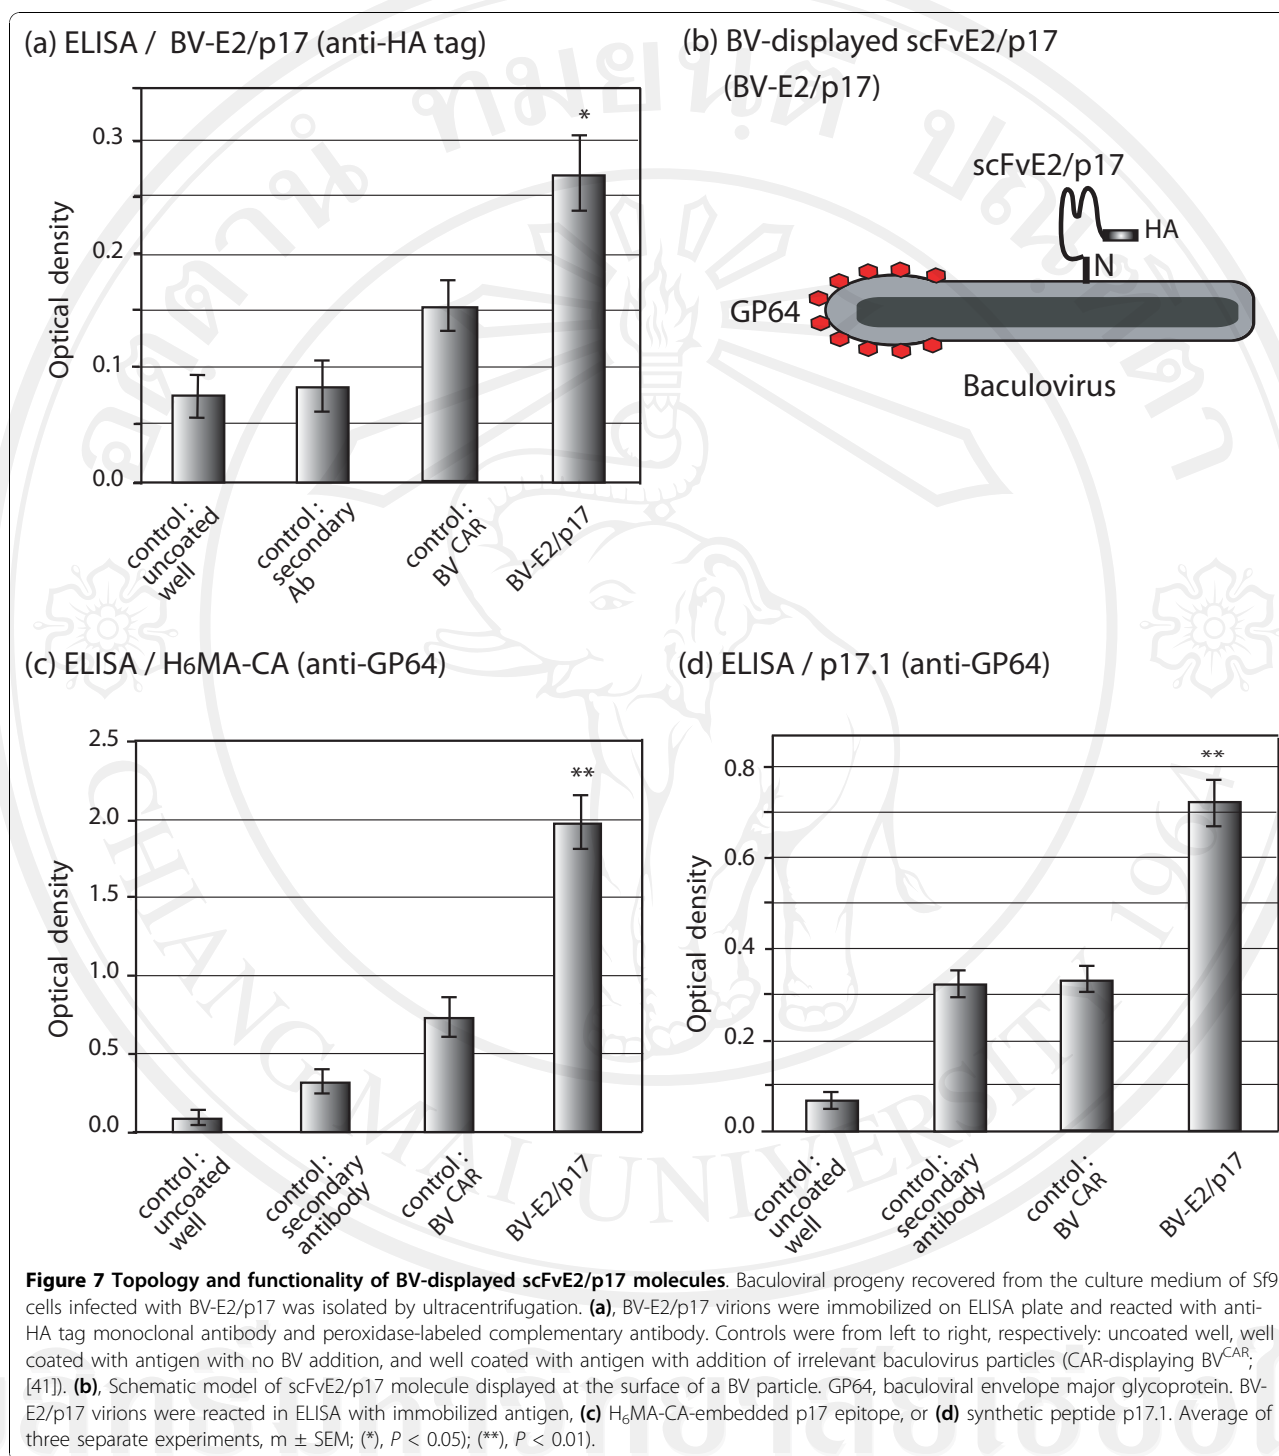 (a) ELISA / BV-E2/p17 (anti-HA tag)
Optical density
0.3
0.2
0.1
0.0
*
control:
uncoated
well
control:
secondary
Ab
control:
BV CAR
BV-E2/p17
(b) BV-displayed scFvE2/p17
(BV-E2/p17)
scFvE2/p17
HA
N
GP64
Baculovirus
(c) ELISA / H6MA-CA (anti-GP64)
Optical density
2.5
2.0
1.5
1.0
0.5
0.0
**
control:
uncoated
well
control:
secondary
antibody
control:
BV CAR
BV-E2/p17
(d) ELISA / p17.1 (anti-GP64)
Optical density
0.8
0.6
0.4
0.2
0.0
**
control:
uncoated
well
control:
secondary
antibody
control:
BV CAR
BV-E2/p17
Figure 7 Topology and functionality of BV-displayed scFvE2/p17 molecules. Baculoviral progeny recovered from the culture medium of Sf9
cells infected with BV-E2/p17 was isolated by ultracentrifugation. (a), BV-E2/p17 virions were immobilized on ELISA plate and reacted with anti-
HA tag monoclonal antibody and peroxidase-labeled complementary antibody. Controls were from left to right, respectively: uncoated well, well
coated with antigen with no BV addition, and well coated with antigen with addition of irrelevant baculovirus particles (CAR-displaying BVCAR;
[41]). (b), Schematic model of scFvE2/p17 molecule displayed at the surface of a BV particle. GP64, baculoviral envelope major glycoprotein. BV-
E2/p17 virions were reacted in ELISA with immobilized antigen, (c) H6MA-CA-embedded p17 epitope, or (d) synthetic peptide p17.1. Average of
three separate experiments, m ± SEM; (*), P < 0.05); (**), P < 0.01).
CHIANG MAI UNIVERSITY 1964